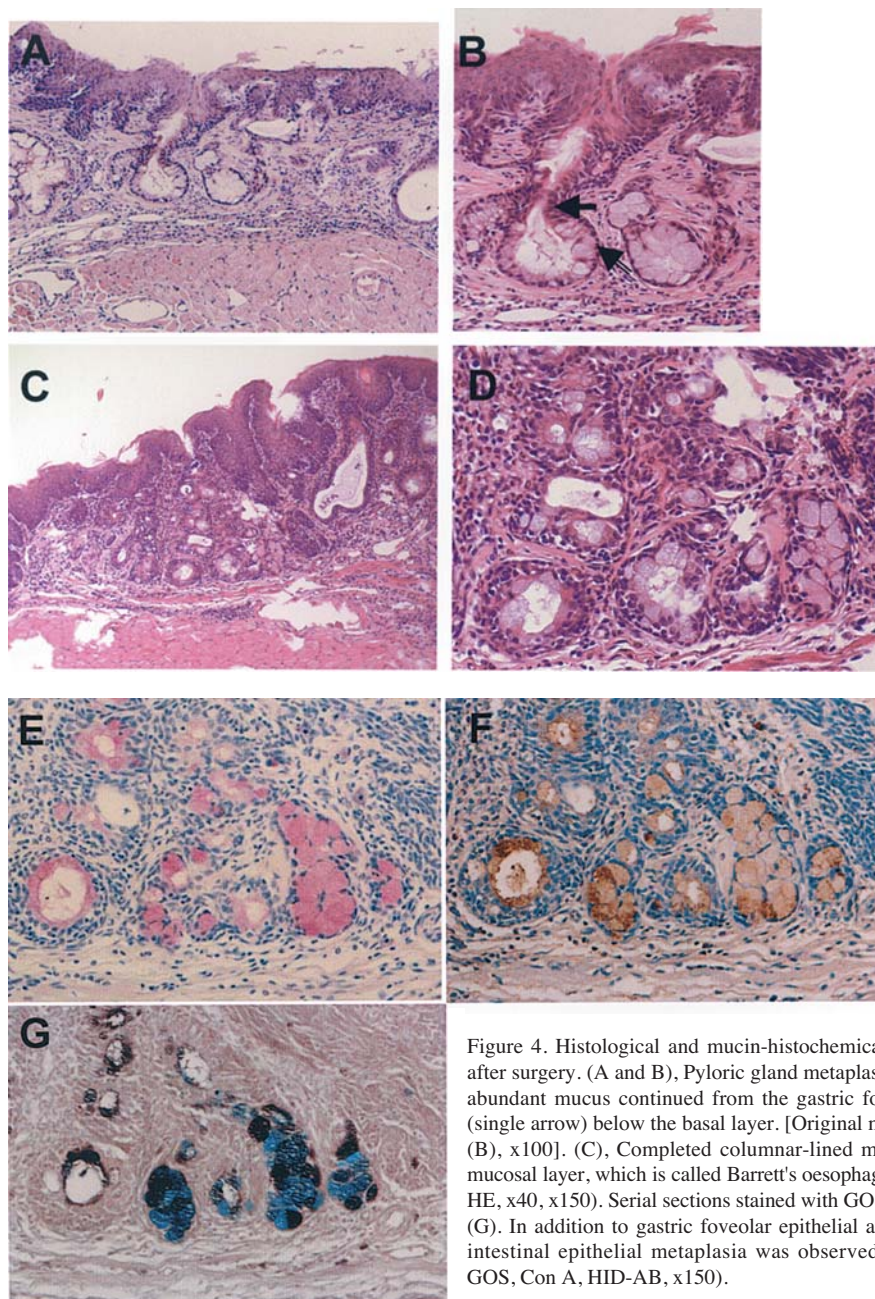 A
B
C
D
E
F
G
Figure 4. Histological and mucin-histochemica
after surgery. (A and B), Pyloric gland metaplas
abundant mucus continued from the gastric fo
(single arrow) below the basal layer. [Original m
(B), x100]. (C), Completed columnar-lined m
mucosal layer, which is called Barrett's oesophag
HE, x40, x150). Serial sections stained with GO
(G). In addition to gastric foveolar epithelial a
intestinal epithelial metaplasia was observed
GOS, Con A, HID-AB, x150).